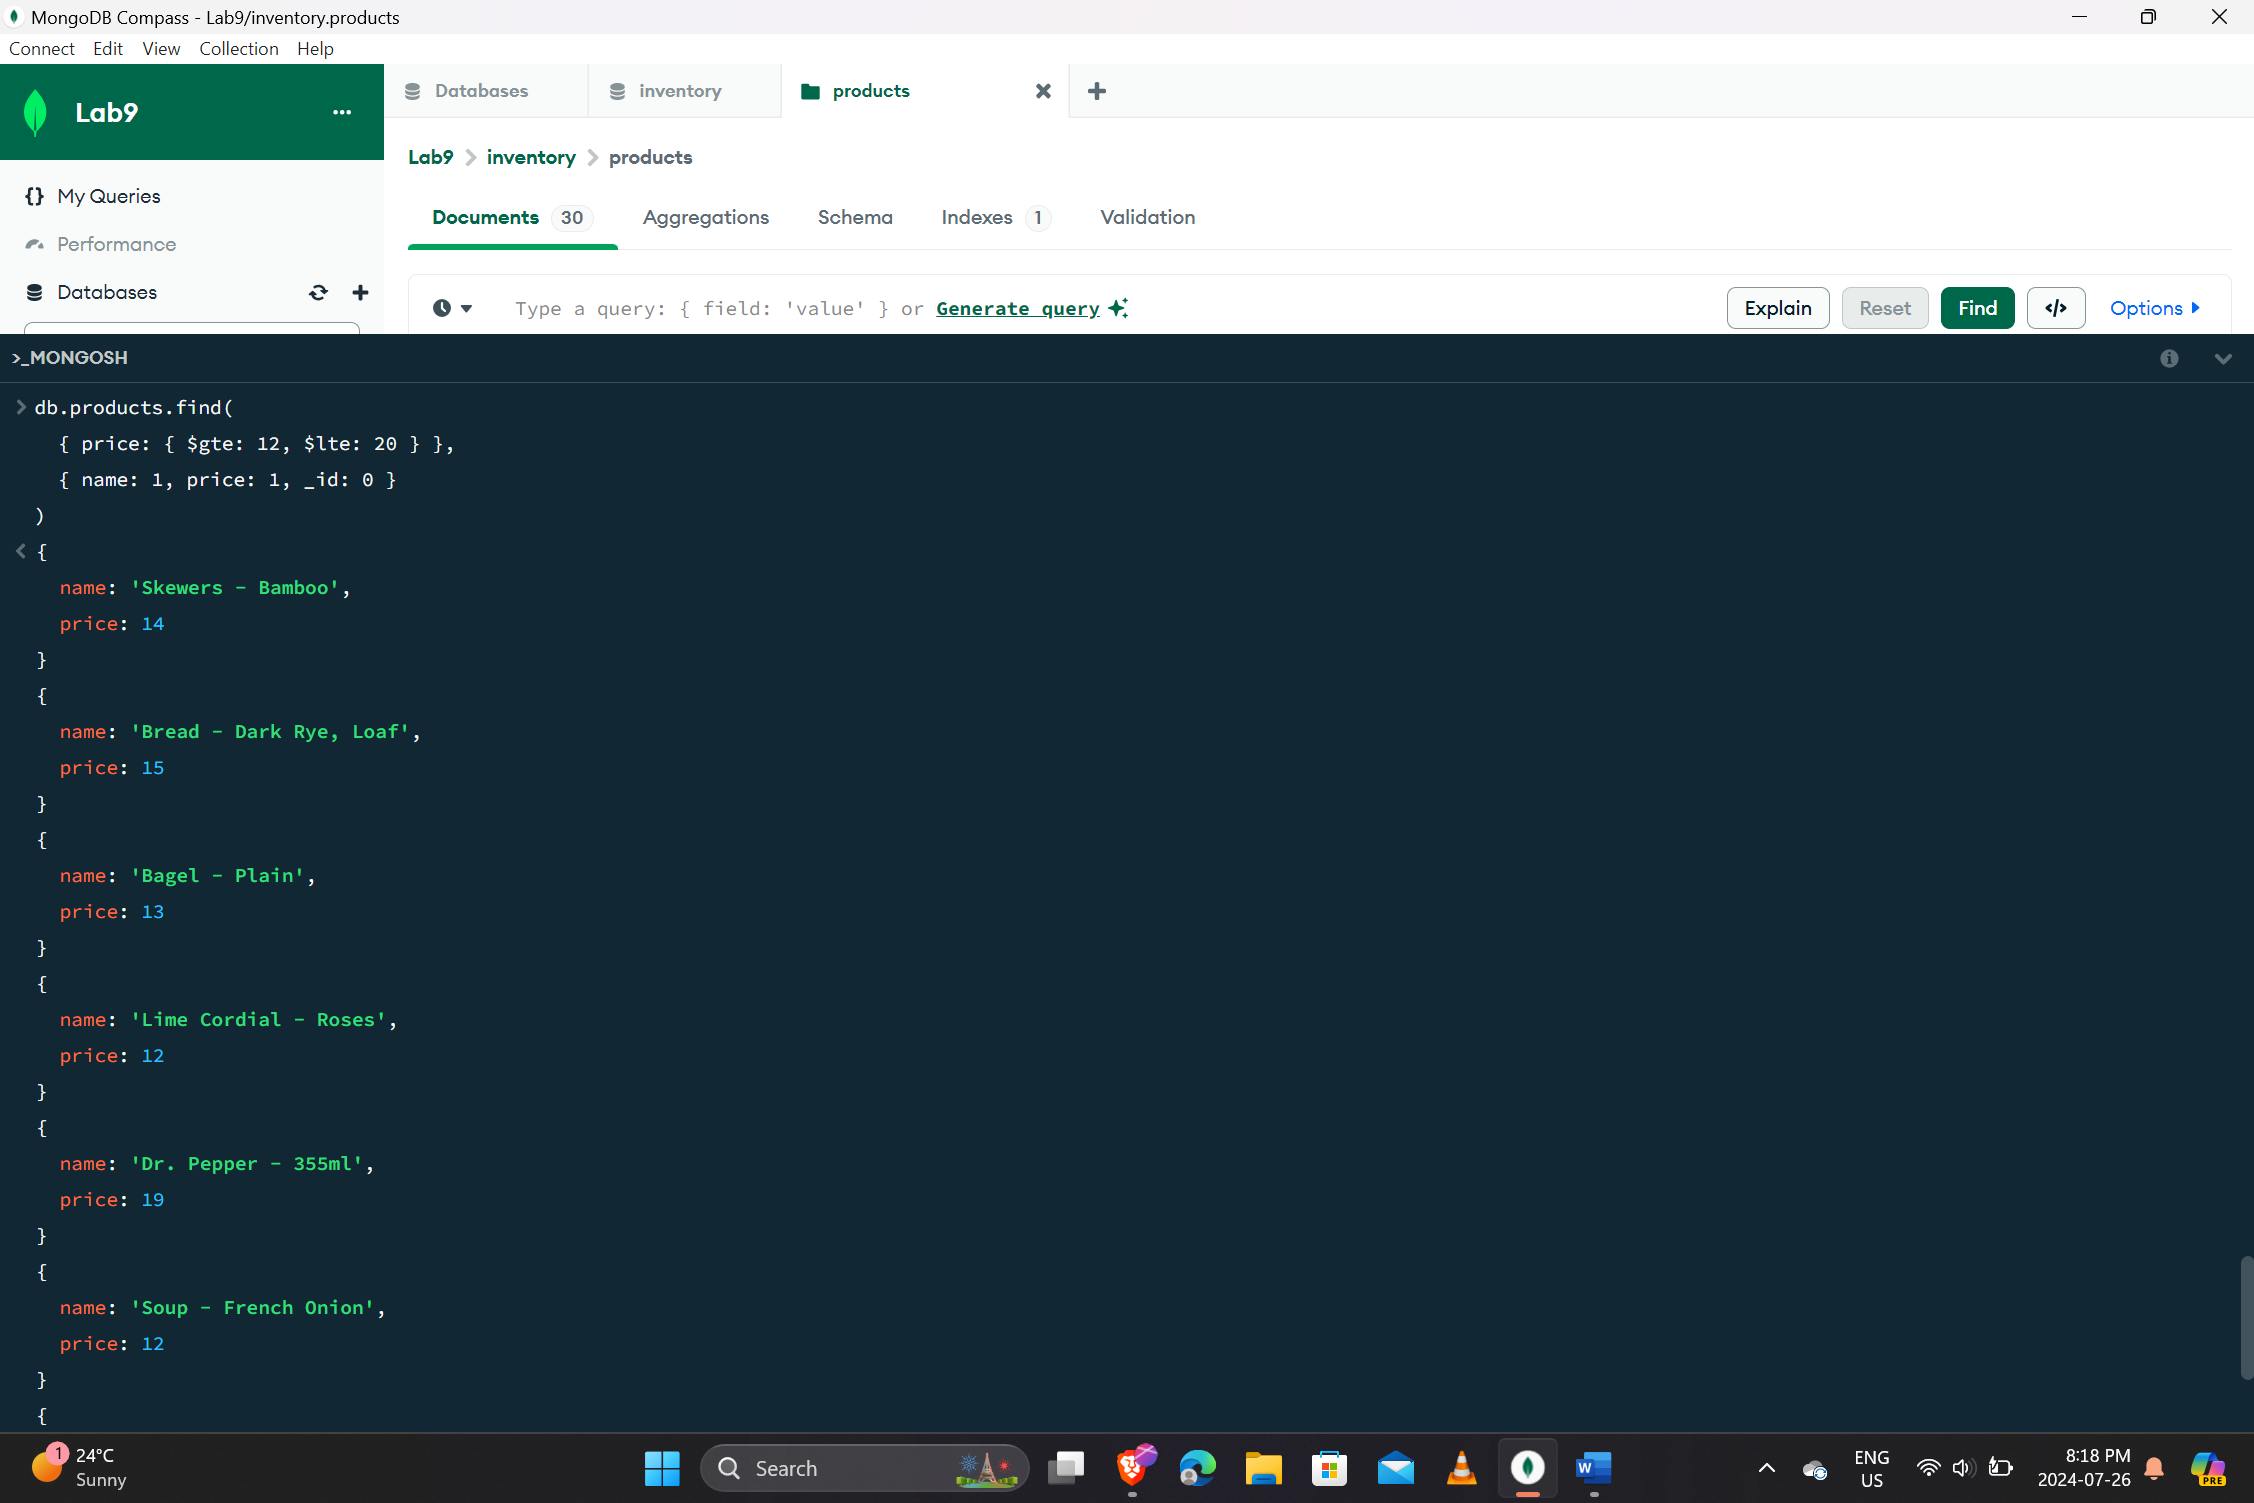 MongoDB Compass - Lab9/inventory.products
Connect Edit View Collection Help
Lab9 ...
Databases inventory products
Lab9 > inventory > products
{} My Queries
Performance
Databases
Documents 30 Aggregations Schema Indexes 1 Validation
Type a query: { field: 'value' } or Generate query Explain Reset Find </> Options
>_MONGOSH
> db.products.find(
{ price: { $gte: 12, $lte: 20 } },
{ name: 1, price: 1, _id: 0 }
)
< {
name: 'Skewers - Bamboo',
price: 14
}
{
name: 'Bread - Dark Rye, Loaf',
price: 15
}
{
name: 'Bagel - Plain',
price: 13
}
{
name: 'Lime Cordial - Roses',
price: 12
}
{
name: 'Dr. Pepper - 355ml',
price: 19
}
{
name: 'Soup - French Onion',
price: 12
}
{
1 24°C
Sunny
Search
W
ENG
US
8:18 PM
2024-07-26
PRE